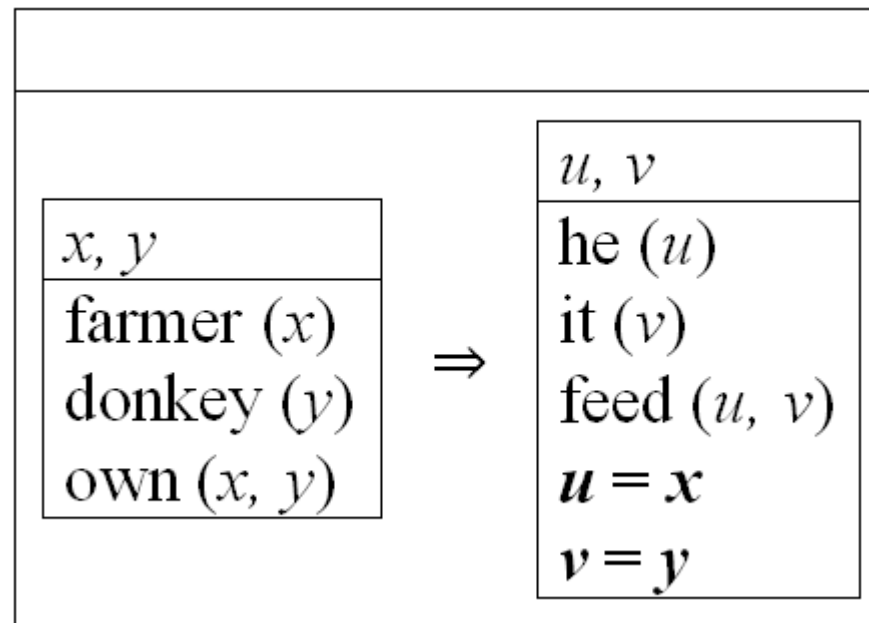 x, y
farmer (x)
donkey (y)
own (x, y)
⇒
u, v
he (u)
it (v)
feed (u, v)
u = x
v = y